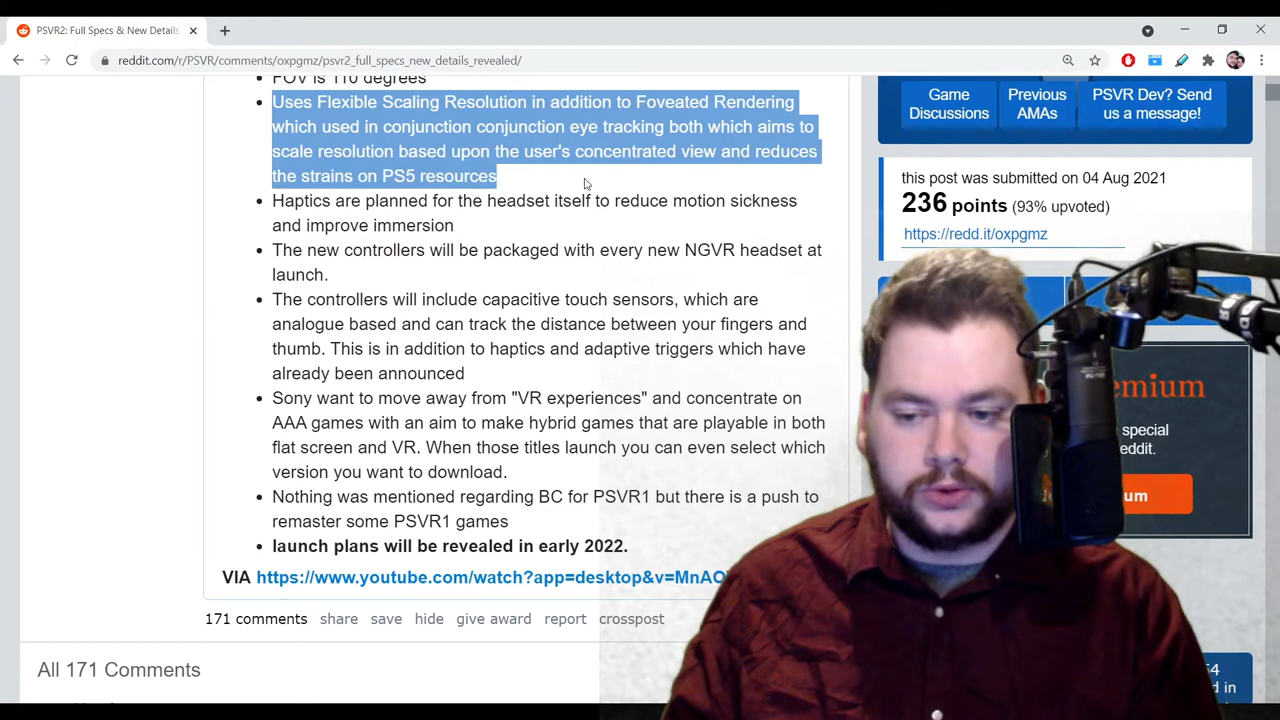 PSVR2: Full Specs & New Details
reddit.com/r/PSVR/comments/oxpgmz/psvr2_full_specs_new_details_revealed/
FOV is 110 degrees
Uses Flexible Scaling Resolution in addition to Foveated Rendering
which used in conjunction conjunction eye tracking both which aims to
scale resolution based upon the user's concentrated view and reduces
the strains on PS5 resources
Haptics are planned for the headset itself to reduce motion sickness
and improve immersion
The new controllers will be packaged with every new NGVR headset at
launch.
The controllers will include capacitive touch sensors, which are
analogue based and can track the distance between your fingers and
thumb. This is in addition to haptics and adaptive triggers which have
already been announced
Sony want to move away from "VR experiences" and concentrate on
AAA games with an aim to make hybrid games that are playable in both
flat screen and VR. When those titles launch you can even select which
version you want to download.
Nothing was mentioned regarding BC for PSVR1 but there is a push to
remaster some PSVR1 games
launch plans will be revealed in early 2022.
VIA https://www.youtube.com/watch?app=desktop&v=MnAO
171 comments share save hide give award report crosspost
All 171 Comments
Game
Discussions
Previous
AMAs
PSVR Dev? Send
us a message!
this post was submitted on 04 Aug 2021
236 points (93% upvoted)
https://redd.it/oxpgmz
emium
special
eddit.
um
54
d in